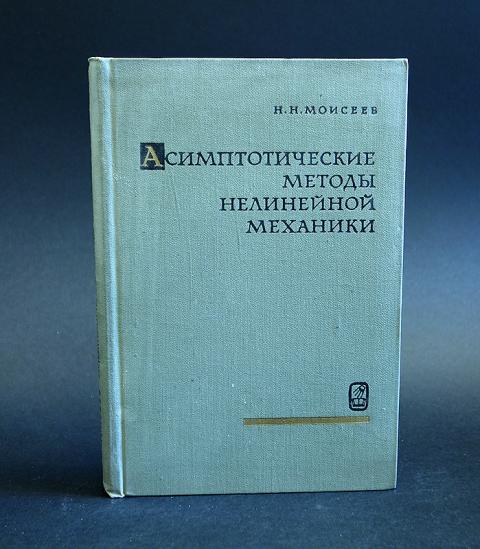 Н.Н.МОИСЕЕВ
АСИМПТОТИЧЕСКИЕ
МЕТОДЫ
НЕЛИНЕЙНОЙ
МЕХАНИКИ